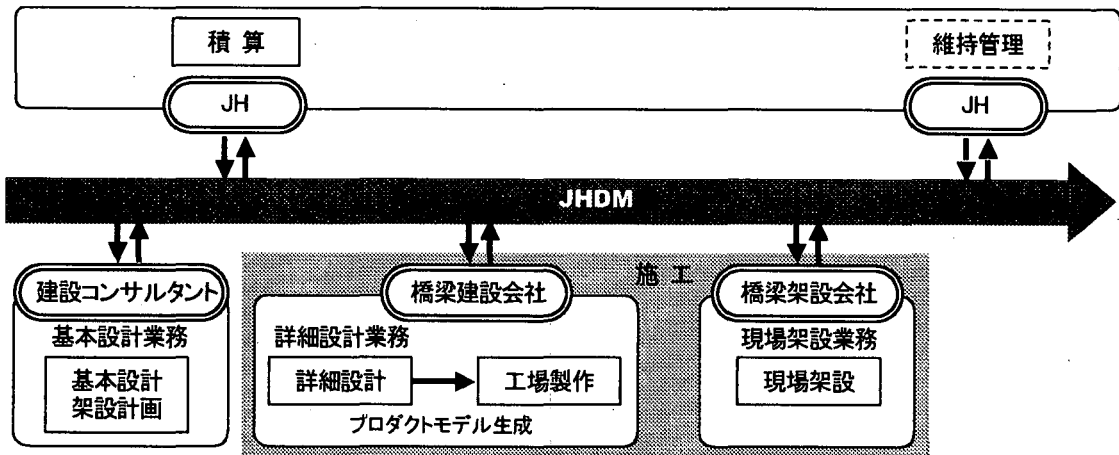 積 算
維持管理
JH
JH
JHDM
施 工
建設コンサルタント
橋梁建設会社
橋梁架設会社
基本設計業務
詳細設計業務
現場架設業務
基本設計
架設計画
詳細設計
工場製作
現場架設
プロダクトモデル生成